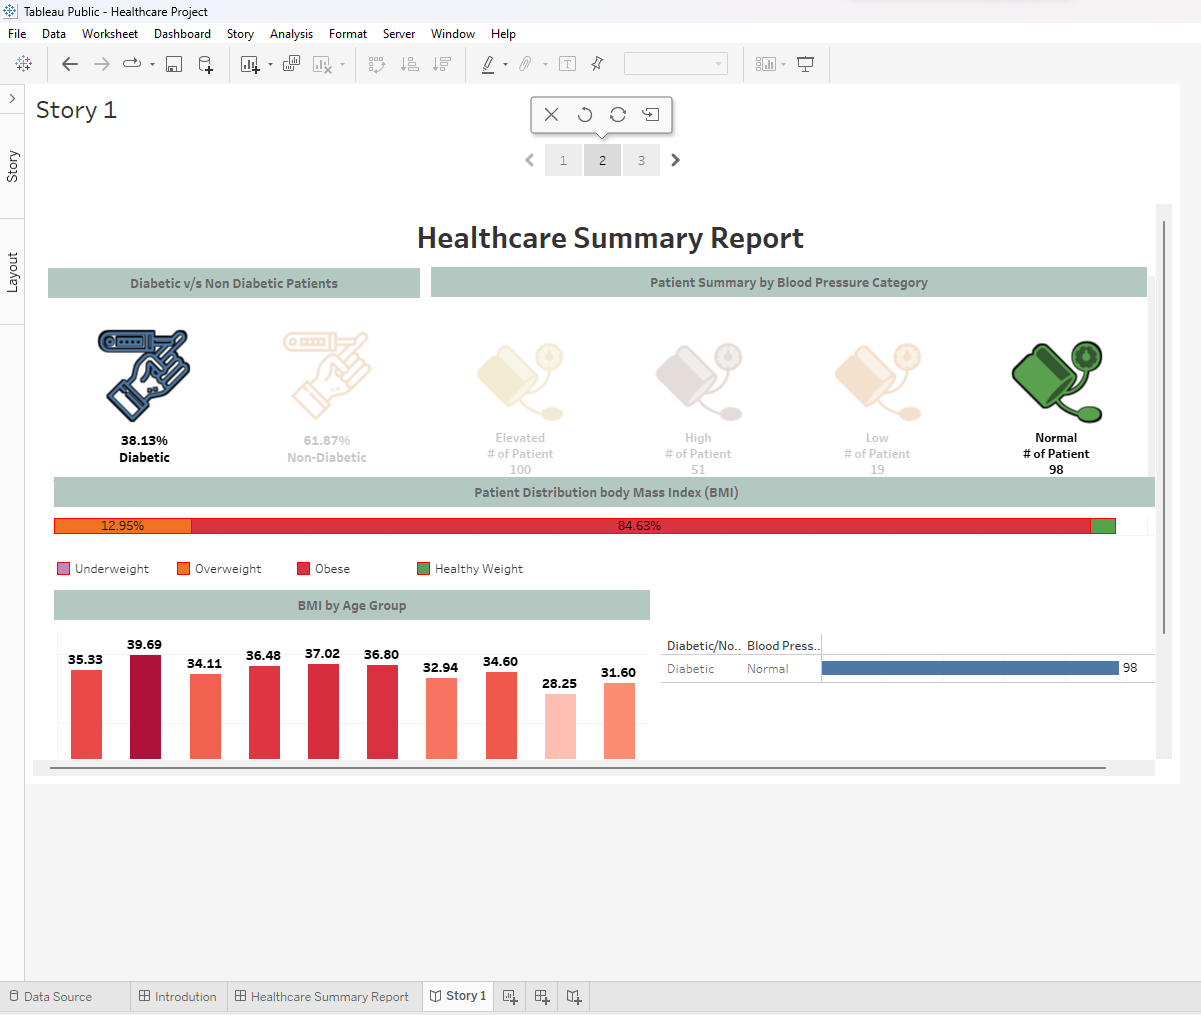 Tableau Public - Healthcare Project
File Data Worksheet Dashboard Story Analysis Format Server Window Help
Story 1
1 2 3
Story
Layout
Healthcare Summary Report
Diabetic v/s Non Diabetic Patients
Patient Summary by Blood Pressure Category
38.13%
Diabetic
61.87%
Non-Diabetic
Elevated
# of Patient
100
High
# of Patient
51
Low
# of Patient
19
Normal
# of Patient
98
Patient Distribution body Mass Index (BMI)
12.95% 84.63%
Underweight Overweight Obese Healthy Weight
BMI by Age Group
35.33 39.69 34.11 36.48 37.02 36.80 32.94 34.60 28.25 31.60
Diabetic/No.. Blood Press..
Diabetic Normal 98
Data Source Introdution Healthcare Summary Report Story 1